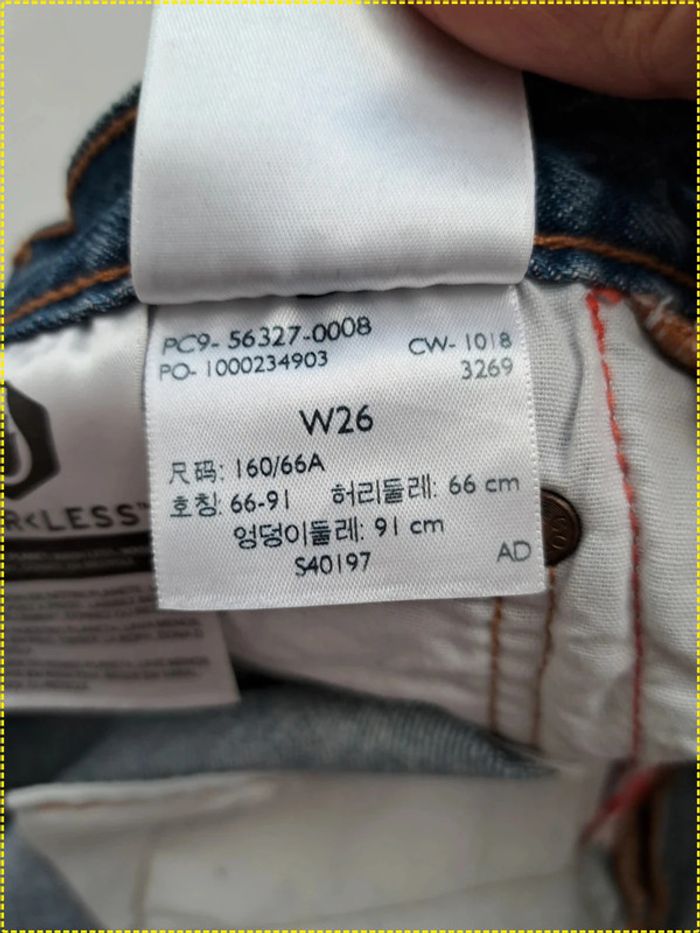 PC9- 56327-0008
CW- 1018
PO- 1000234903
3269
W26
尺码: 160/66A
호칭: 66-91 허리둘레: 66 cm
엉덩이둘레: 91 cm
S40197
AD
R<LESS™